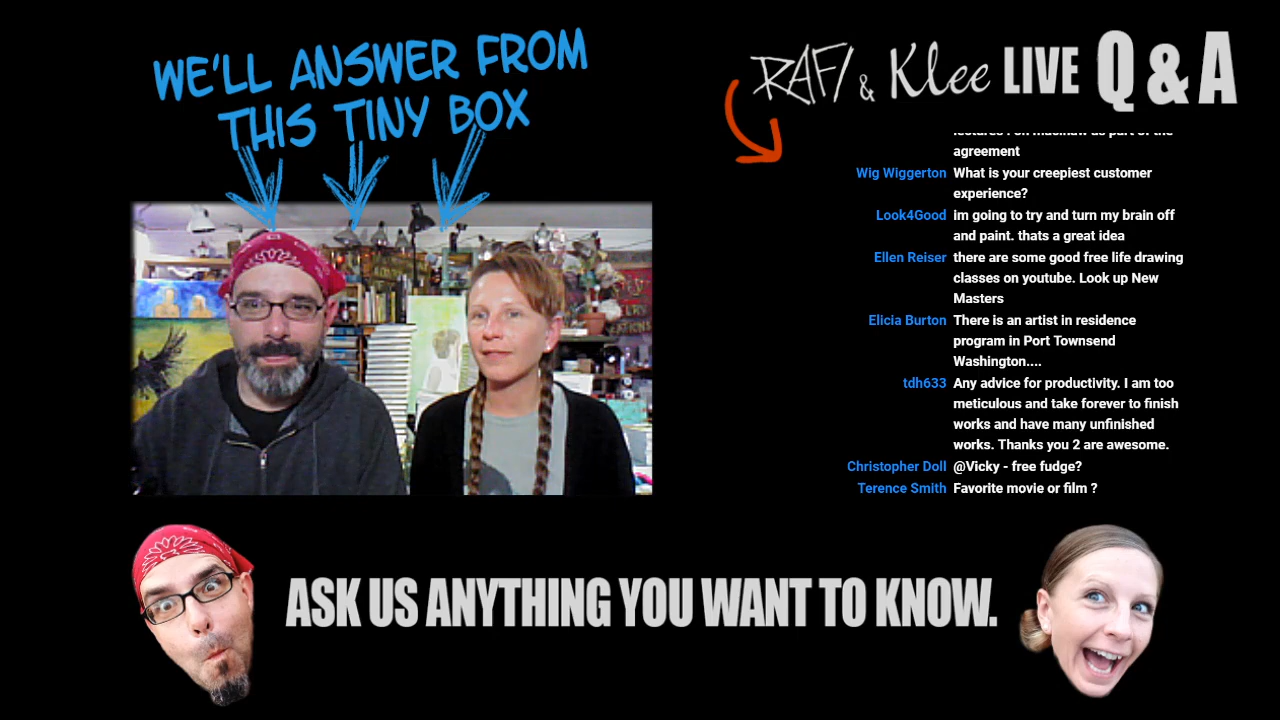 WE'LL ANSWER FROM
THIS TINY BOX
RAFI & Klee LIVE Q & A
agreement
Wig Wiggerton What is your creepiest customer
experience?
Look4Good im going to try and turn my brain off
and paint. thats a great idea
Ellen Reiser there are some good free life drawing
classes on youtube. Look up New
Masters
Elicia Burton There is an artist in residence
program in Port Townsend
Washington....
tdh633 Any advice for productivity. I am too
meticulous and take forever to finish
works and have many unfinished
works. Thanks you 2 are awesome.
Christopher Doll @Vicky - free fudge?
Terence Smith Favorite movie or film ?
ASK US ANYTHING YOU WANT TO KNOW.